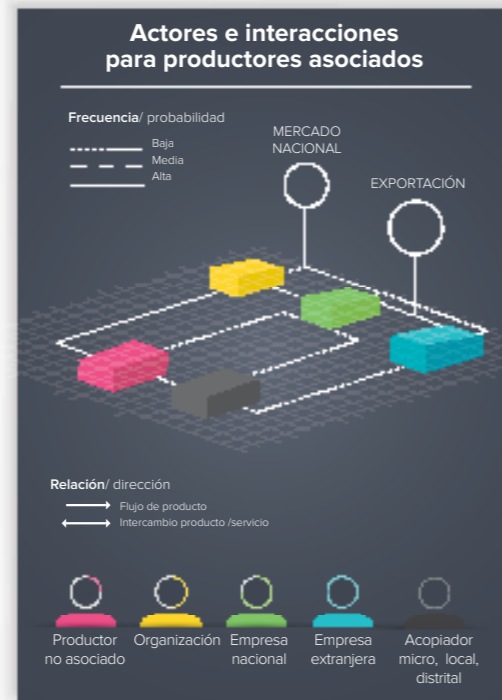 Actores e interacciones
para productores asociados
Frecuencia/ probabilidad
Baja
Media
Alta
MERCADO
NACIONAL
EXPORTACIÓN
Relación/ dirección
Flujo de producto
Intercambio producto /servicio
Productor
no asociado
Organización
Empresa
nacional
Empresa
extranjera
Acopiador
micro, local,
distrital